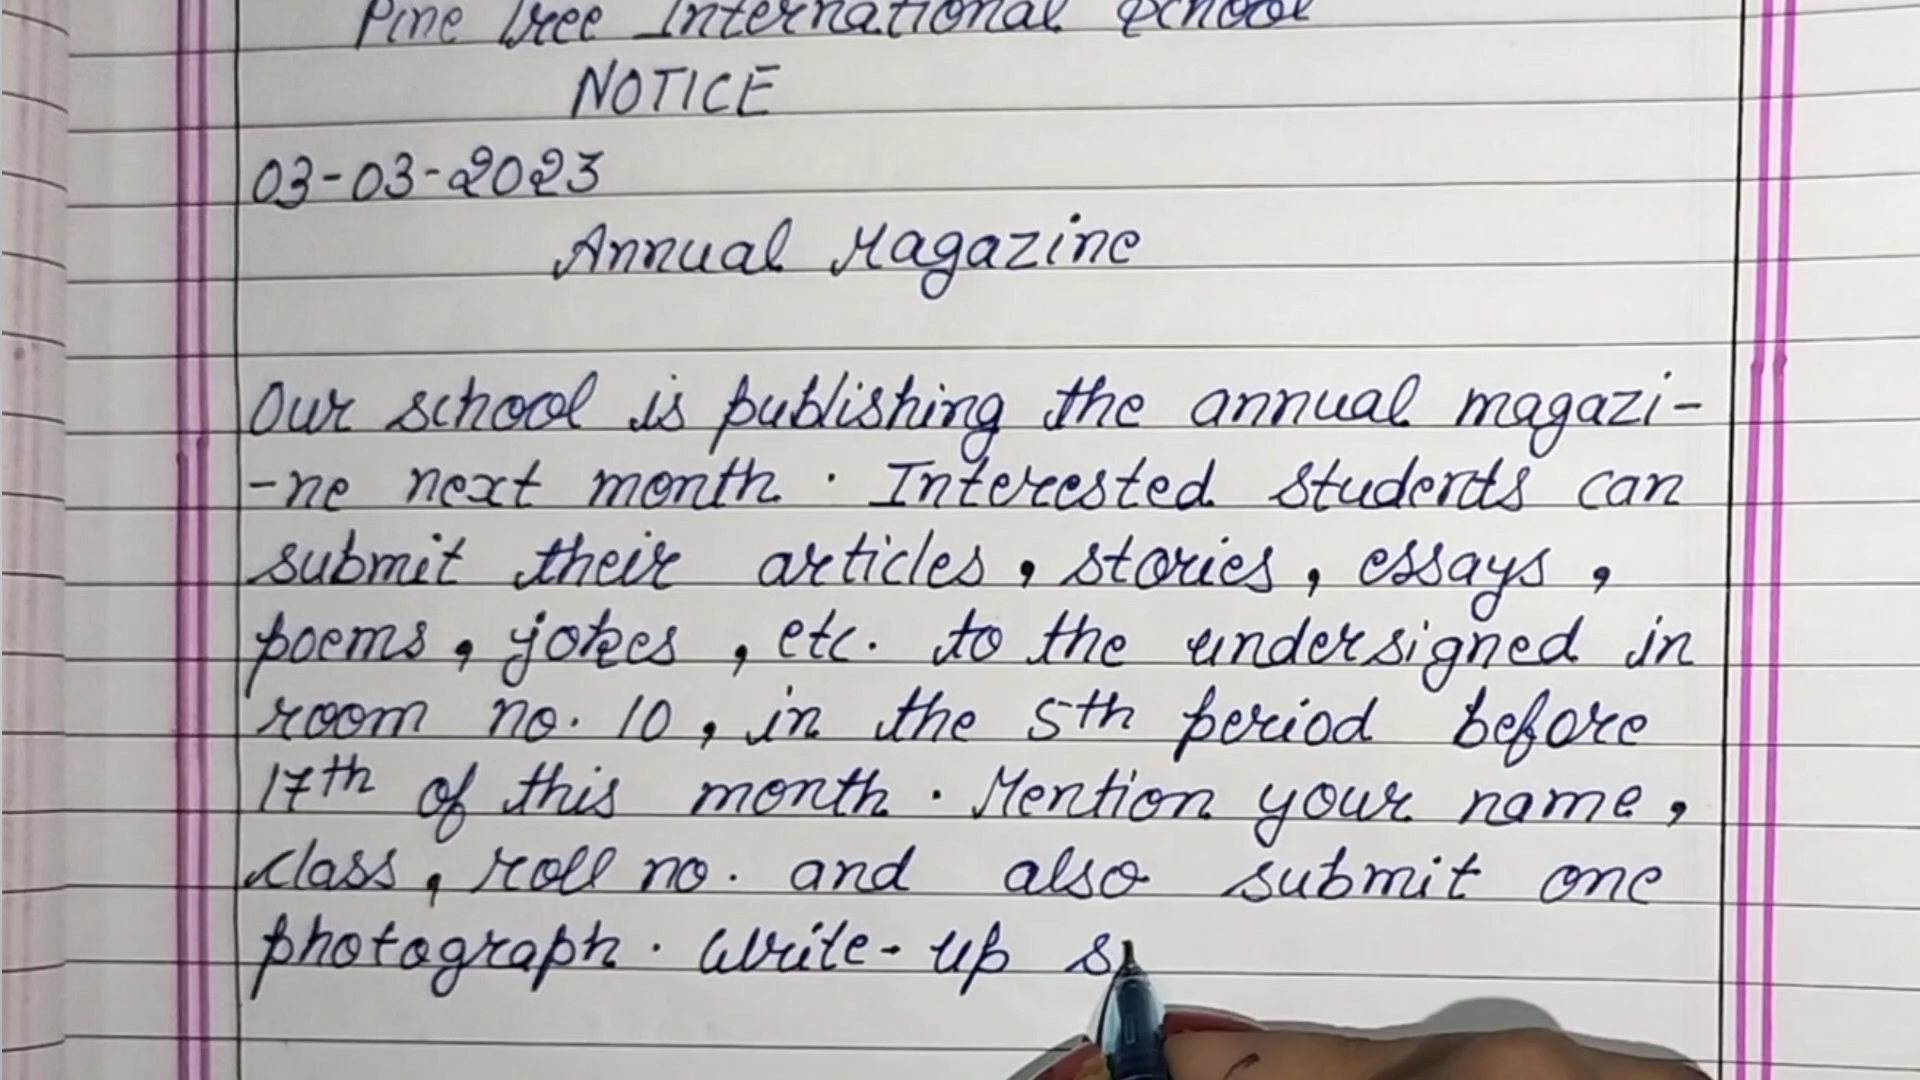 Pine Tree International School
NOTICE
03-03-2023
Annual Magazine
Our school is publishing the annual magazi-
-ne next month. Interested students can
submit their articles, stories, essays,
poems, jokes, etc. to the undersigned in
room no. 10, in the 5th period before
17th of this month. Mention your name,
class, roll no. and also submit one
photograph. Write-up s